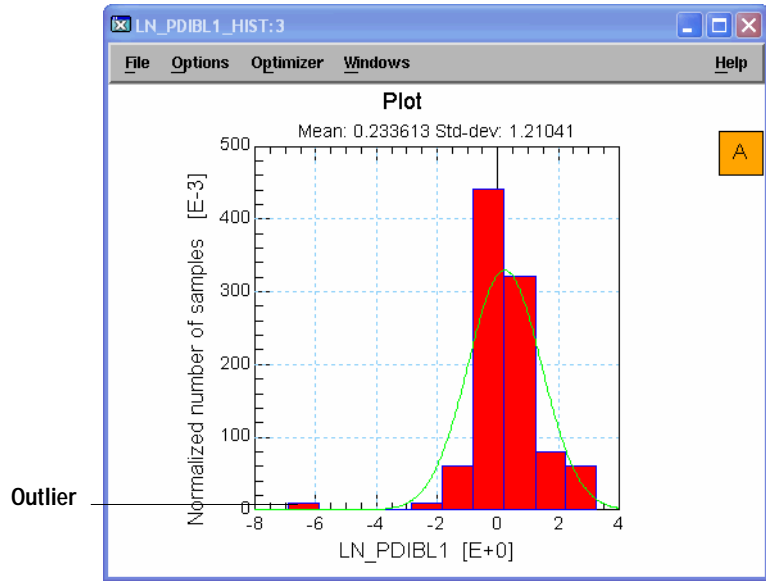 LN_PDIBL1_HIST:3
File Options Optimizer Windows Help
Plot
Mean: 0.233613 Std-dev: 1.21041
A
Normalized number of samples [E-3]
500
400
300
200
100
0
-8 -6 -4 -2 0 2 4
LN_PDIBL1 [E+0]
Outlier